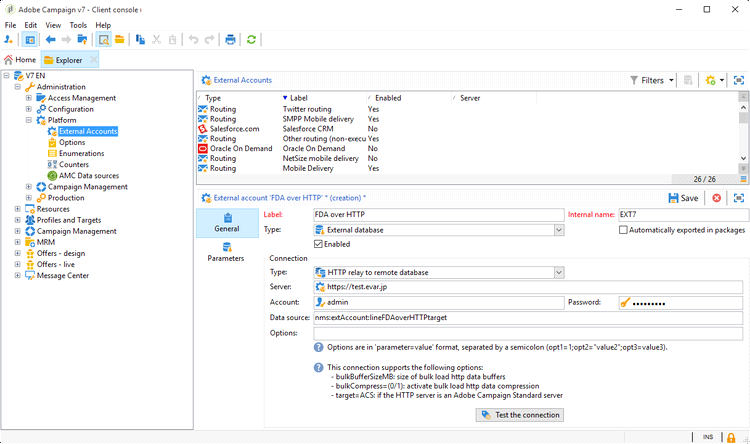 Adobe Campaign v7 - Client console
File Edit View Tools Help
Home Explorer
V7 EN
Administration
Access Management
Configuration
Platform
External Accounts
Options
Enumerations
Counters
AMC Data sources
Campaign Management
Production
Resources
Profiles and Targets
Campaign Management
MRM
Offers - design
Offers - live
Message Center
External Accounts Filters
Type Label Enabled Server
Routing Twitter routing Yes
Routing SMPP Mobile delivery Yes
Salesforce.com Salesforce CRM No
Routing Other routing (non-execu Yes
Oracle On Demand Oracle On Demand No
Routing NetSize mobile delivery No
Routing Mobile Delivery Yes
26 / 26
External account 'FDA over HTTP' * (creation) * Save
General
Parameters
Label: FDA over HTTP Internal name: EXT7
Type: External database Automatically exported in packages
Enabled
Connection
Type: HTTP relay to remote database
Server: https://test.evar.jp
Account: admin Password: •••••••••
Data source: nms:extAccount:lineFDAoverHTTPtarget
Options:
Options are in 'parameter=value' format, separated by a semicolon (opt1=1;opt2="value2";opt3=value3).
This connection supports the following options:
- bulkBufferSizeMB: size of bulk load http data buffers
- bulkCompress=(0/1): activate bulk load http data compression
- target=ACS: if the HTTP server is an Adobe Campaign Standard server
Test the connection
INS